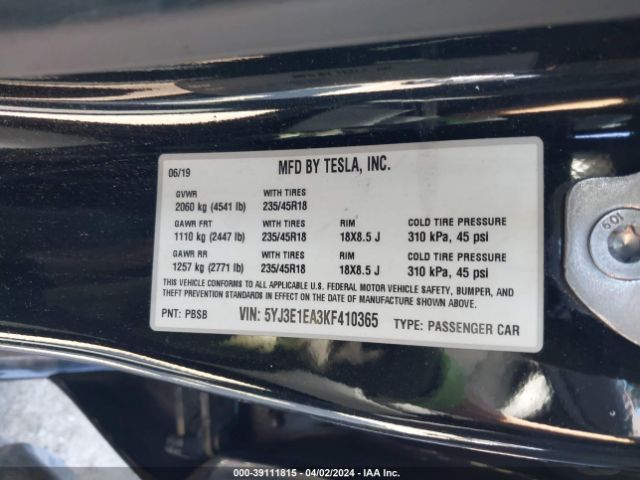 06/19 MFD BY TESLA, INC.
GVWR WITH TIRES
2060 kg (4541 lb) 235/45R18
GAWR FRT WITH TIRES RIM COLD TIRE PRESSURE
1110 kg (2447 lb) 235/45R18 18X8.5 J 310 kPa, 45 psi
GAWR RR WITH TIRES RIM COLD TIRE PRESSURE
1257 kg (2771 lb) 235/45R18 18X8.5 J 310 kPa, 45 psi
THIS VEHICLE CONFORMS TO ALL APPLICABLE U.S. FEDERAL MOTOR VEHICLE SAFETY, BUMPER, AND
THEFT PREVENTION STANDARDS IN EFFECT ON THE DATE OF MANUFACTURE SHOWN ABOVE.
PNT: PBSB VIN: 5YJ3E1EA3KF410365 TYPE: PASSENGER CAR
000-39111815 - 04/02/2024 - IAA Inc.